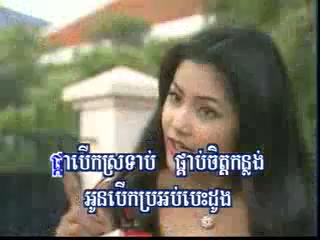 ផ្កាបើកស្រទាប់ ផ្គាប់ចិត្តកន្លង់
អូនបើកប្រអប់បេះដូង